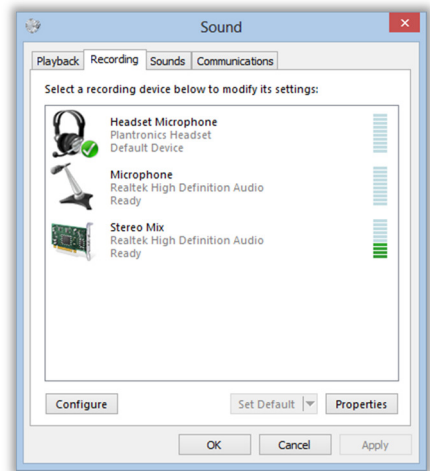 Sound
Playback Recording Sounds Communications
Select a recording device below to modify its settings:
Headset Microphone
Plantronics Headset
Default Device
Microphone
Realtek High Definition Audio
Ready
Stereo Mix
Realtek High Definition Audio
Ready
Configure Set Default Properties
OK Cancel Apply